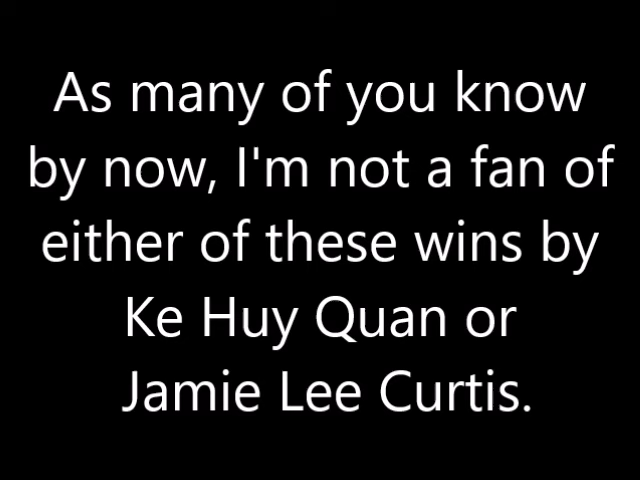 As many of you know
by now, I'm not a fan of
either of these wins by
Ke Huy Quan or
Jamie Lee Curtis.